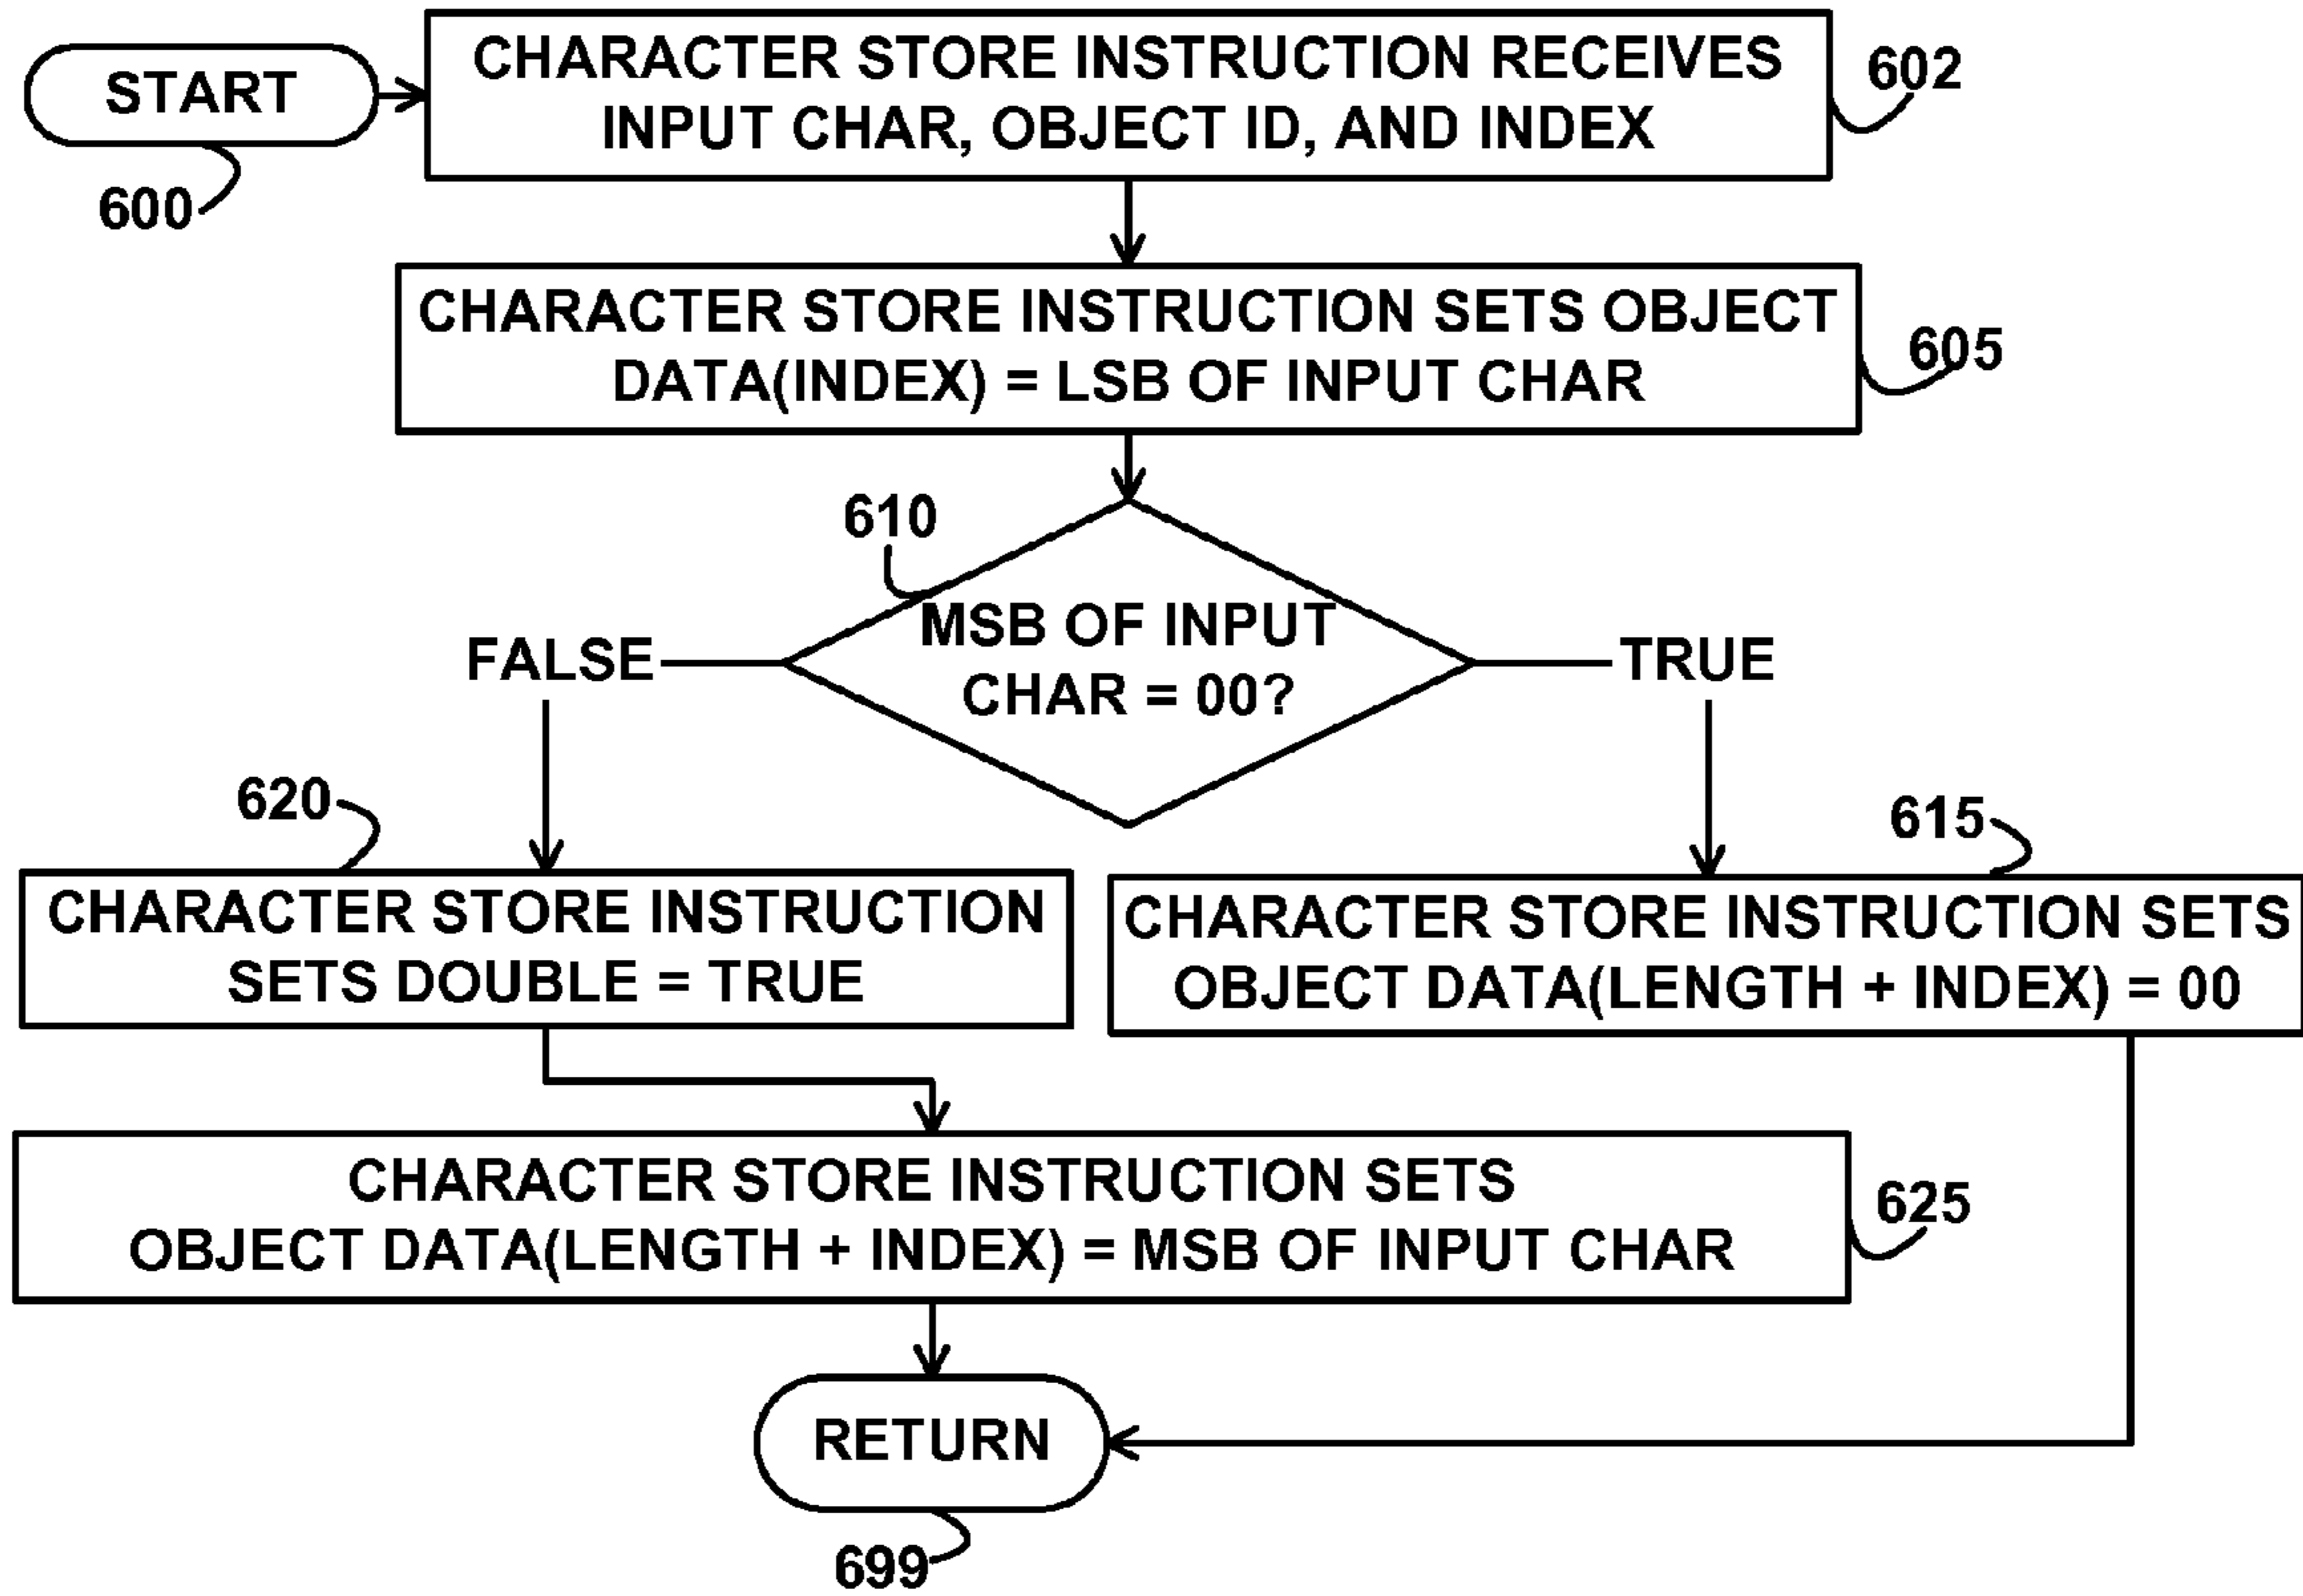 START
600
CHARACTER STORE INSTRUCTION RECEIVES
INPUT CHAR, OBJECT ID, AND INDEX
602
CHARACTER STORE INSTRUCTION SETS OBJECT
DATA(INDEX) = LSB OF INPUT CHAR
605
610
MSB OF INPUT
CHAR = 00?
FALSE
TRUE
620
CHARACTER STORE INSTRUCTION
SETS DOUBLE = TRUE
615
CHARACTER STORE INSTRUCTION SETS
OBJECT DATA(LENGTH + INDEX) = 00
CHARACTER STORE INSTRUCTION SETS
OBJECT DATA(LENGTH + INDEX) = MSB OF INPUT CHAR
625
RETURN
699